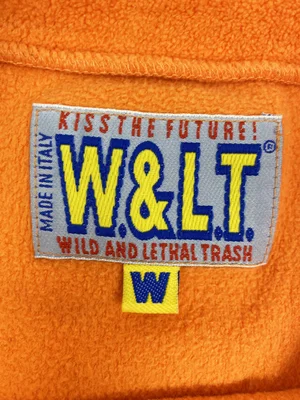 KISS THE FUTURE!
MADE IN ITALY
W.&L.T.®
WILD AND LETHAL TRASH
W